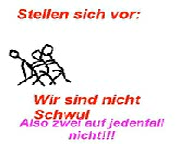 Stellen sich vor:
Wir sind nicht
Schwul
Also zwei auf jedenfall
nicht!!!